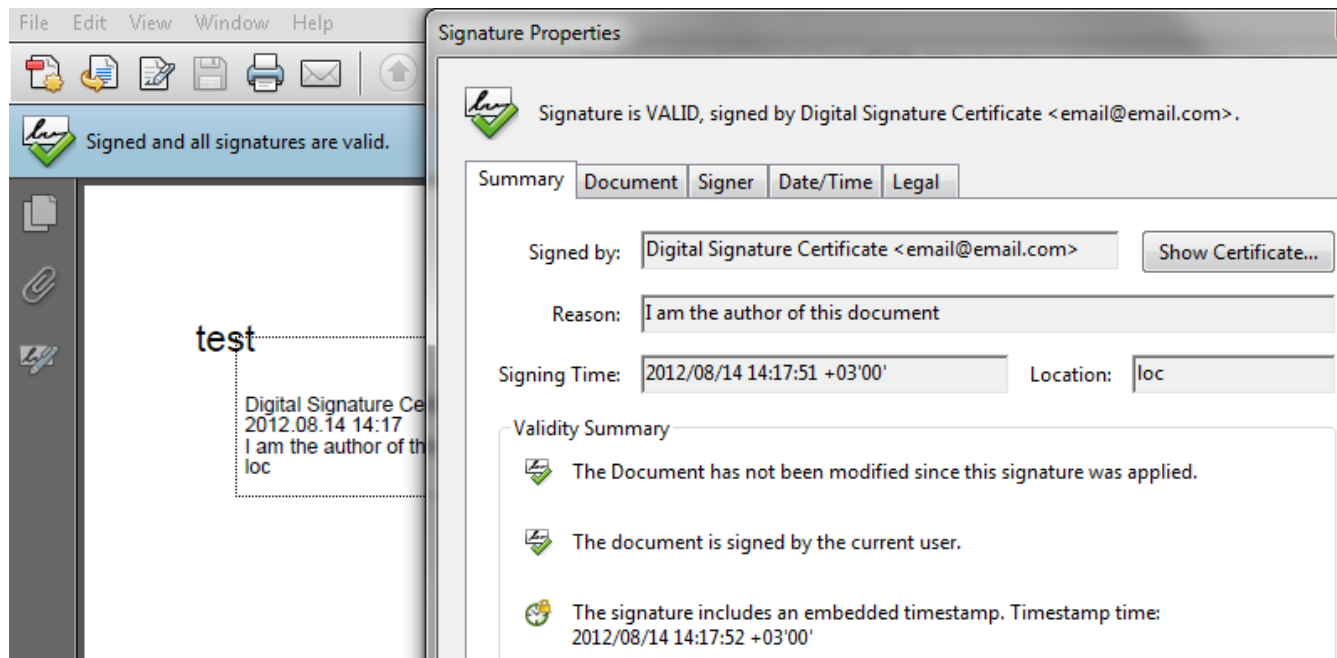 File Edit View Window Help
Signed and all signatures are valid.
test
Digital Signature Ce
2012.08.14 14:17
I am the author of th
loc
Signature Properties
Signature is VALID, signed by Digital Signature Certificate <email@email.com>.
Summary Document Signer Date/Time Legal
Signed by: Digital Signature Certificate <email@email.com> Show Certificate...
Reason: I am the author of this document
Signing Time: 2012/08/14 14:17:51 +03'00' Location: loc
Validity Summary
The Document has not been modified since this signature was applied.
The document is signed by the current user.
The signature includes an embedded timestamp. Timestamp time:
2012/08/14 14:17:52 +03'00'